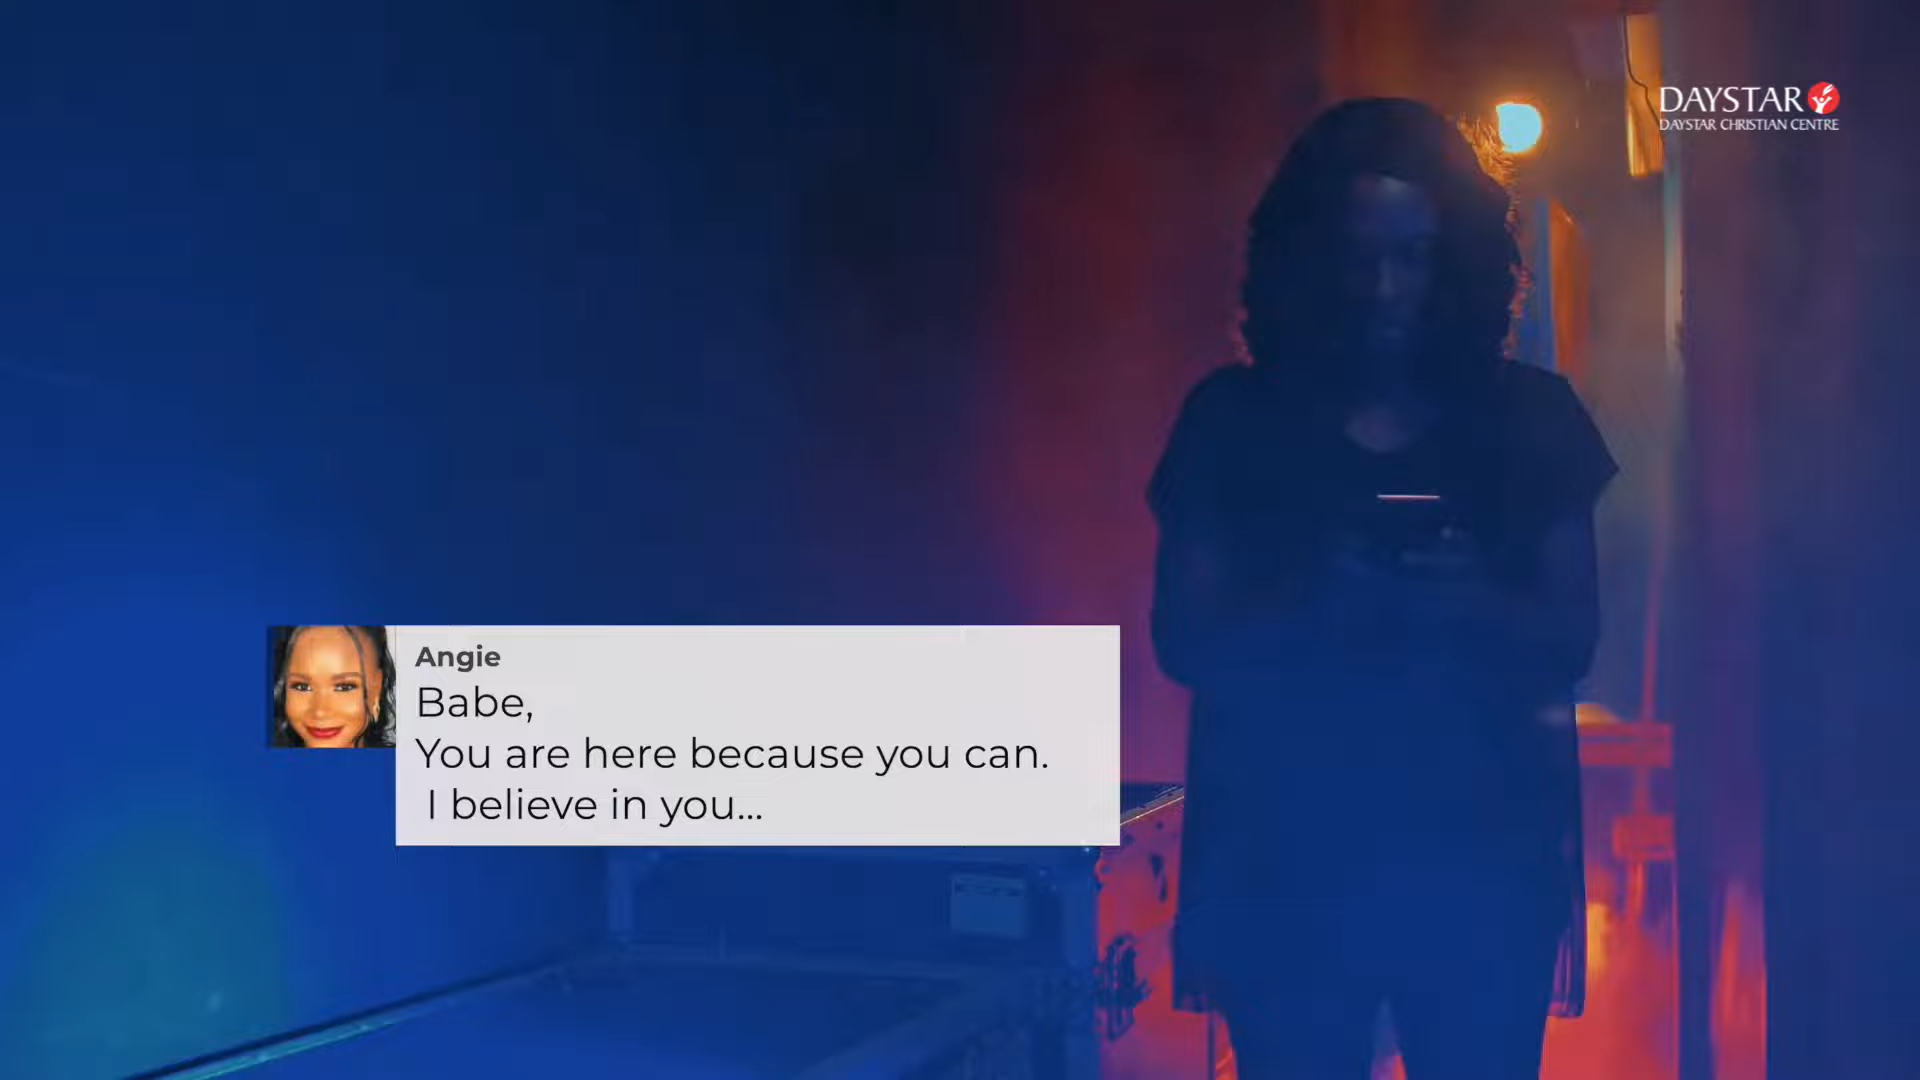 DAYSTAR
DAYSTAR CHRISTIAN CENTRE
Angie
Babe,
You are here because you can.
I believe in you...